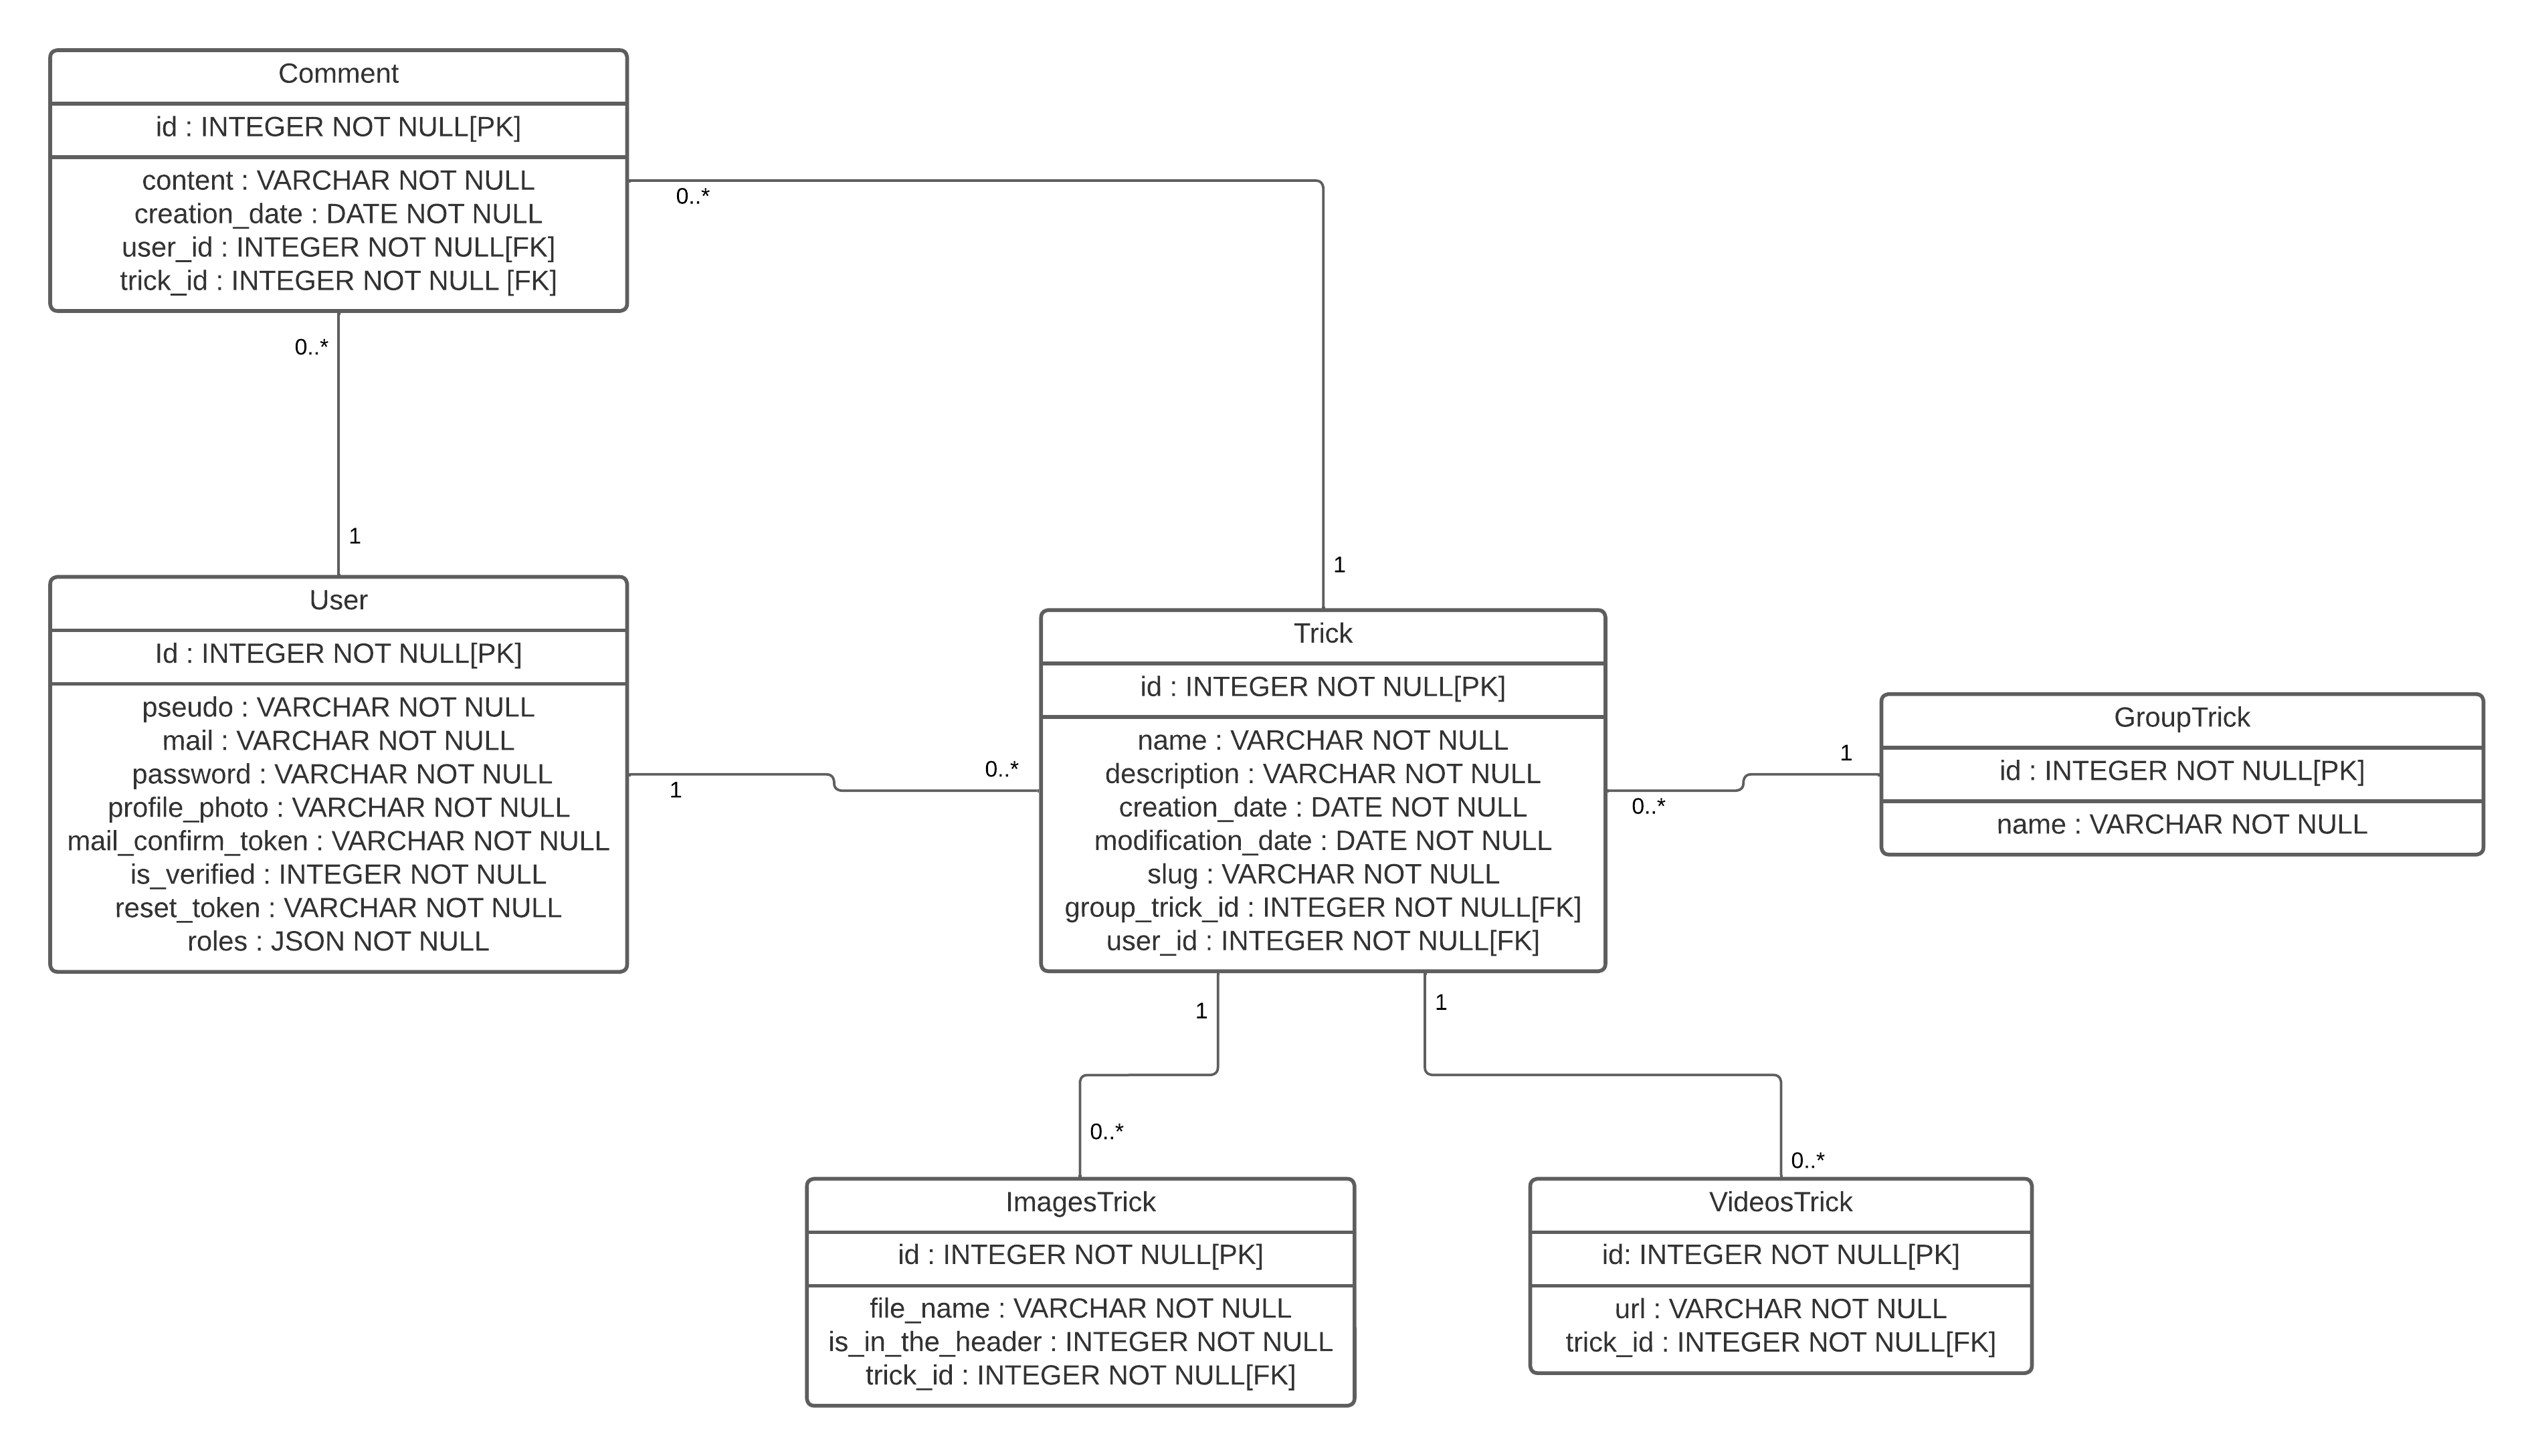 Comment
id : INTEGER NOT NULL[PK]
content : VARCHAR NOT NULL
creation_date : DATE NOT NULL
user_id : INTEGER NOT NULL[FK]
trick_id : INTEGER NOT NULL [FK]
0..*
0..*
1
1
User
Id : INTEGER NOT NULL[PK]
pseudo : VARCHAR NOT NULL
mail : VARCHAR NOT NULL
password : VARCHAR NOT NULL
profile_photo : VARCHAR NOT NULL
mail_confirm_token : VARCHAR NOT NULL
is_verified : INTEGER NOT NULL
reset_token : VARCHAR NOT NULL
roles : JSON NOT NULL
1
0..*
Trick
id : INTEGER NOT NULL[PK]
name : VARCHAR NOT NULL
description : VARCHAR NOT NULL
creation_date : DATE NOT NULL
modification_date : DATE NOT NULL
slug : VARCHAR NOT NULL
group_trick_id : INTEGER NOT NULL[FK]
user_id : INTEGER NOT NULL[FK]
0..*
1
GroupTrick
id : INTEGER NOT NULL[PK]
name : VARCHAR NOT NULL
1
1
0..*
0..*
ImagesTrick
id : INTEGER NOT NULL[PK]
file_name : VARCHAR NOT NULL
is_in_the_header : INTEGER NOT NULL
trick_id : INTEGER NOT NULL[FK]
VideosTrick
id: INTEGER NOT NULL[PK]
url : VARCHAR NOT NULL
trick_id : INTEGER NOT NULL[FK]